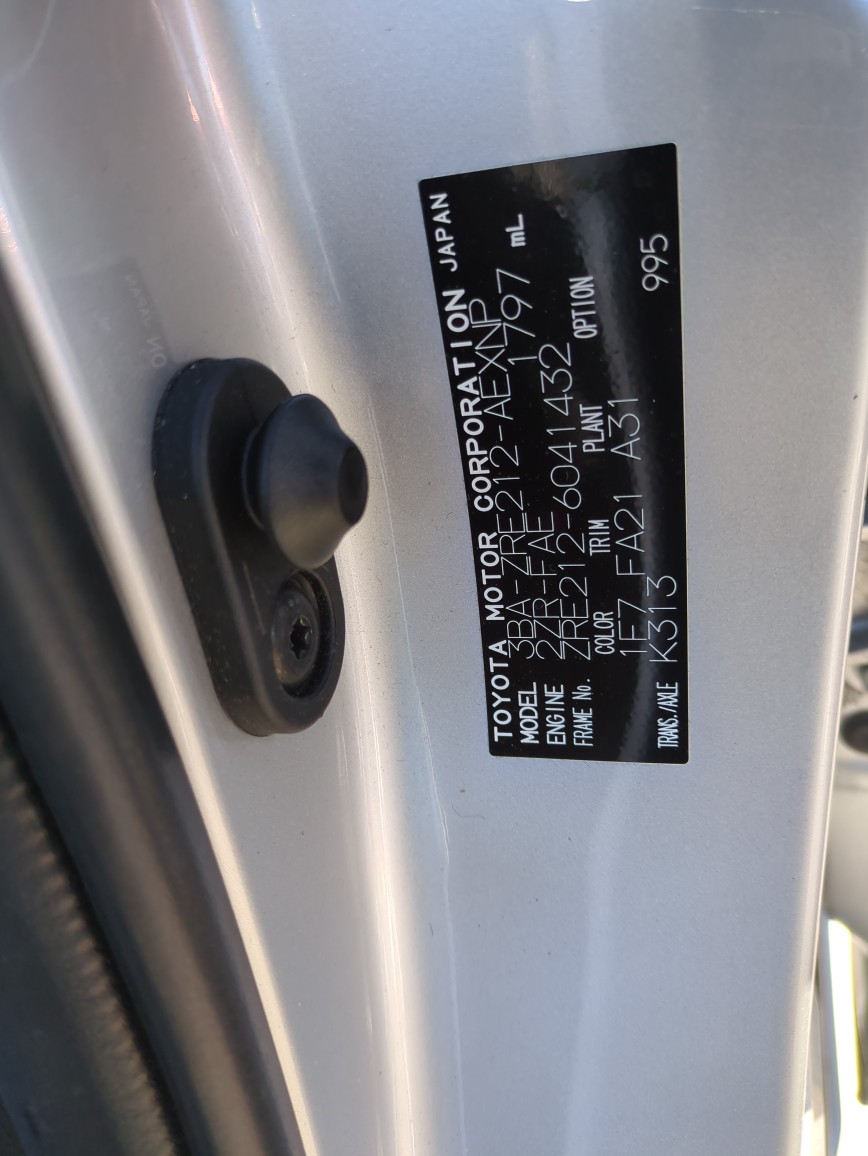 TOYOTA MOTOR CORPORATION JAPAN
MODEL 3BA-ZRE212-AEXNP
ENGINE 2ZR-FAE 1797 mL
FRAME No. ZRE212-6041432
COLOR TRIM PLANT OPTION
1F7 FA21 A31
TRANS./AXLE K313 995